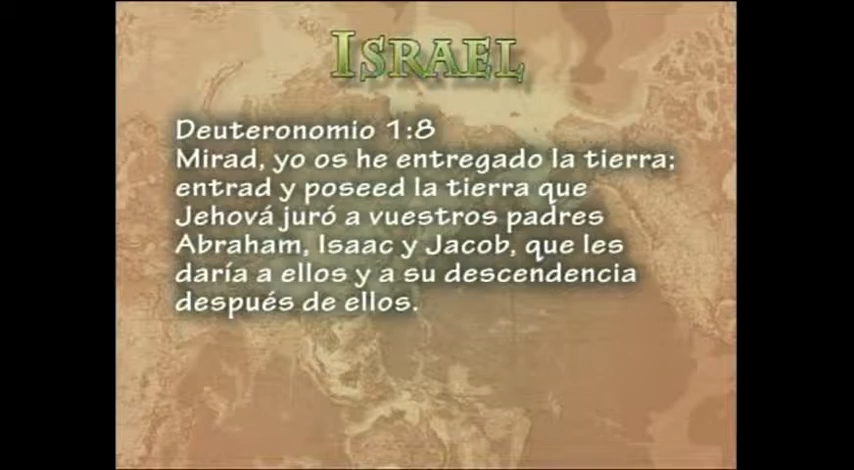 ISRAEL
Deuteronomio 1:8
Mirad, yo os he entregado la tierra;
entrad y poseed la tierra que
Jehová juró a vuestros padres
Abraham, Isaac y Jacob, que les
daría a ellos y a su descendencia
después de ellos.